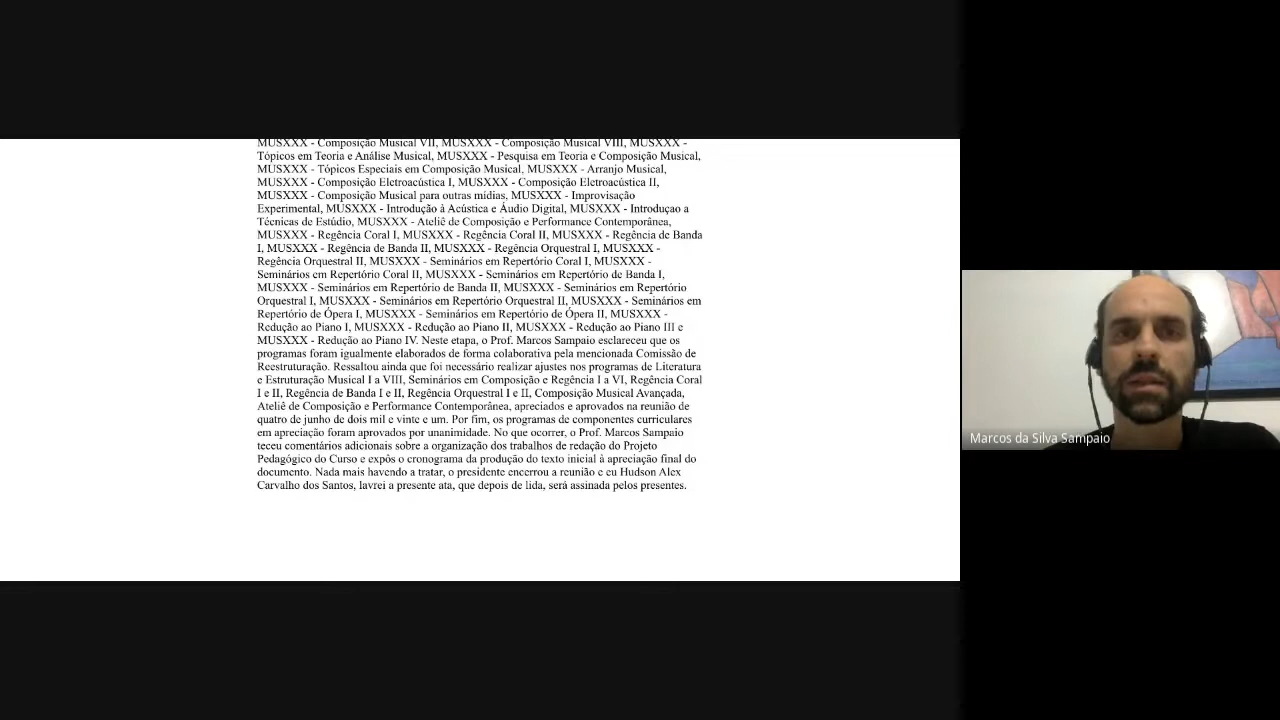 MUSXXX - Composição Musical VII, MUSXXX - Composição Musical VIII, MUSXXX -
Tópicos em Teoria e Análise Musical, MUSXXX - Pesquisa em Teoria e Composição Musical,
MUSXXX - Tópicos Especiais em Composição Musical, MUSXXX - Arranjo Musical,
MUSXXX - Composição Eletroacústica I, MUSXXX - Composição Eletroacústica II,
MUSXXX - Composição Musical para outras mídias, MUSXXX - Improvisação
Experimental, MUSXXX - Introdução à Acústica e Áudio Digital, MUSXXX - Introduçao a
Técnicas de Estúdio, MUSXXX - Ateliê de Composição e Performance Contemporânea,
MUSXXX - Regência Coral I, MUSXXX - Regência Coral II, MUSXXX - Regência de Banda
I, MUSXXX - Regência de Banda II, MUSXXX - Regência Orquestral I, MUSXXX -
Regência Orquestral II, MUSXXX - Seminários em Repertório Coral I, MUSXXX -
Seminários em Repertório Coral II, MUSXXX - Seminários em Repertório de Banda I,
MUSXXX - Seminários em Repertório de Banda II, MUSXXX - Seminários em Repertório
Orquestral I, MUSXXX - Seminários em Repertório Orquestral II, MUSXXX - Seminários em
Repertório de Ópera I, MUSXXX - Seminários em Repertório de Ópera II, MUSXXX -
Redução ao Piano I, MUSXXX - Redução ao Piano II, MUSXXX - Redução ao Piano III e
MUSXXX - Redução ao Piano IV. Neste etapa, o Prof. Marcos Sampaio esclareceu que os
programas foram igualmente elaborados de forma colaborativa pela mencionada Comissão de
Reestruturação. Ressaltou ainda que foi necessário realizar ajustes nos programas de Literatura
e Estruturação Musical I a VIII, Seminários em Composição e Regência I a VI, Regência Coral
I e II, Regência de Banda I e II, Regência Orquestral I e II, Composição Musical Avançada,
Ateliê de Composição e Performance Contemporânea, apreciados e aprovados na reunião de
quatro de junho de dois mil e vinte e um. Por fim, os programas de componentes curriculares
em apreciação foram aprovados por unanimidade. No que ocorrer, o Prof. Marcos Sampaio
teceu comentários adicionais sobre a organização dos trabalhos de redação do Projeto
Pedagógico do Curso e expôs o cronograma da produção do texto inicial à apreciação final do
documento. Nada mais havendo a tratar, o presidente encerrou a reunião e eu Hudson Alex
Carvalho dos Santos, lavrei a presente ata, que depois de lida, será assinada pelos presentes.
Marcos da Silva Sampaio